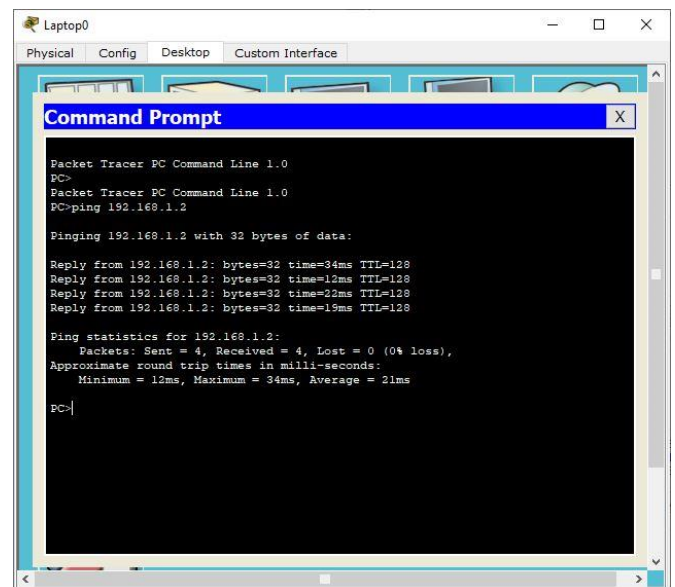 Laptop0
Physical Config Desktop Custom Interface
Command Prompt X
Packet Tracer PC Command Line 1.0
PC>
Packet Tracer PC Command Line 1.0
PC>ping 192.168.1.2
Pinging 192.168.1.2 with 32 bytes of data:
Reply from 192.168.1.2: bytes=32 time=34ms TTL=128
Reply from 192.168.1.2: bytes=32 time=12ms TTL=128
Reply from 192.168.1.2: bytes=32 time=22ms TTL=128
Reply from 192.168.1.2: bytes=32 time=19ms TTL=128
Ping statistics for 192.168.1.2:
Packets: Sent = 4, Received = 4, Lost = 0 (0% loss),
Approximate round trip times in milli-seconds:
Minimum = 12ms, Maximum = 34ms, Average = 21ms
PC>